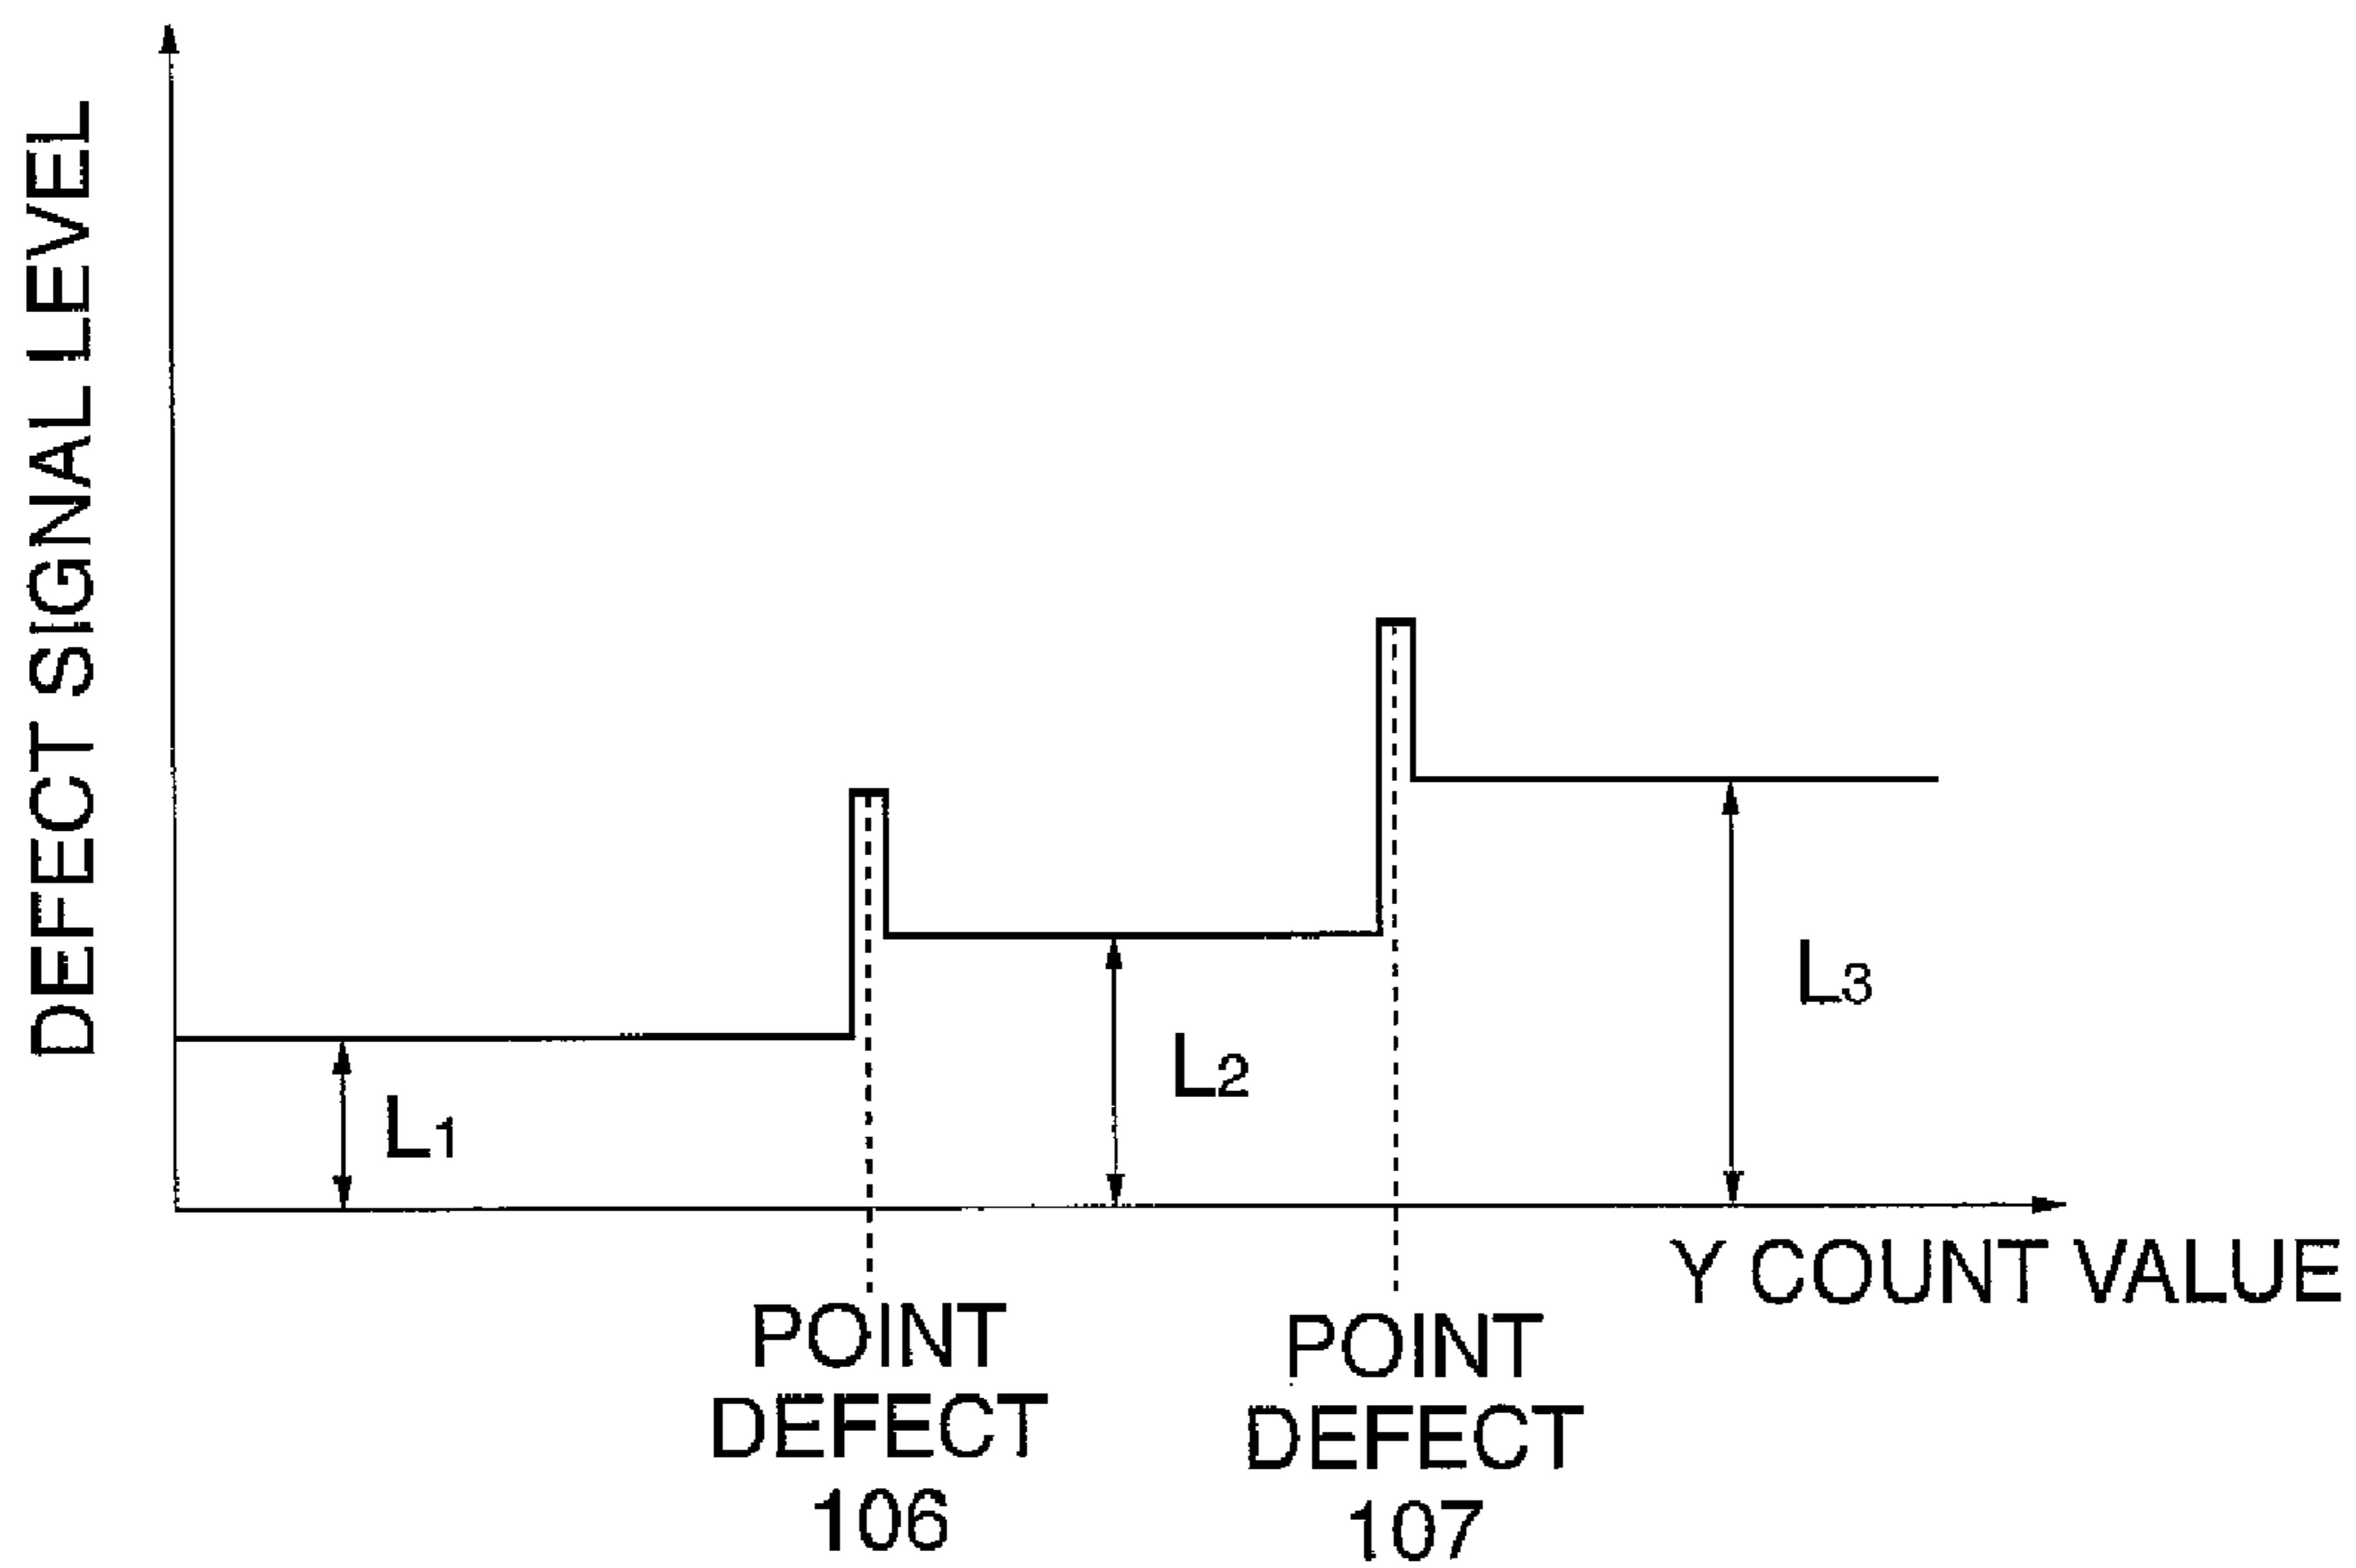 DEFECT SIGNAL LEVEL
L1
L2
L3
Y COUNT VALUE
POINT
DEFECT
106
POINT
DEFECT
107